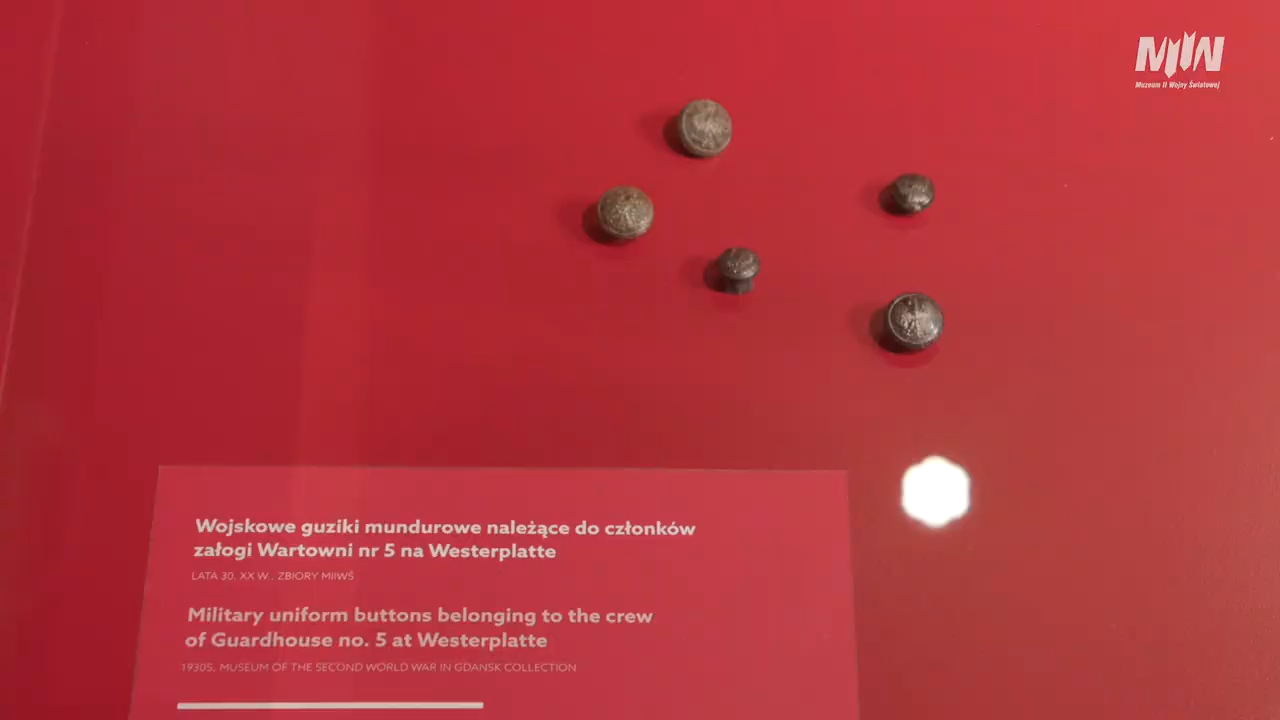 MIIW
Muzeum II Wojny Światowej
Wojskowe guziki mundurowe należące do członków
załogi Wartowni nr 5 na Westerplatte
LATA 30. XX W., ZBIORY MIIWŚ
Military uniform buttons belonging to the crew
of Guardhouse no. 5 at Westerplatte
1930S, MUSEUM OF THE SECOND WORLD WAR IN GDANSK COLLECTION